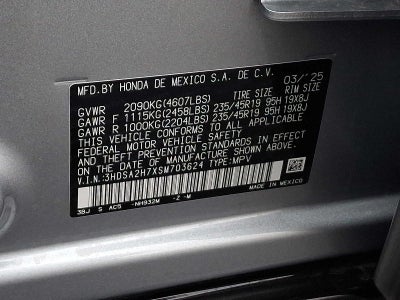 MFD. BY HONDA DE MEXICO S.A. DE C.V. 03/'25
GVWR 2090KG(4607LBS) TIRE SIZE RIM SIZE
GAWR F 1115KG(2458LBS) 235/45R19 95H 19X8J
GAWR R 1000KG(2204LBS) 235/45R19 95H 19X8J
THIS VEHICLE CONFORMS TO ALL APPLICABLE
FEDERAL MOTOR VEHICLE SAFETY
AND THEFT PREVENTION STANDARDS IN EFFECT
ON THE DATE OF MANUFACTURE SHOWN ABOVE.
V.I.N.:3HDSA2H7XSM703624 TYPE:MPV
3BJ S AC5 -NH932M -Z -M MADE IN MEXICO